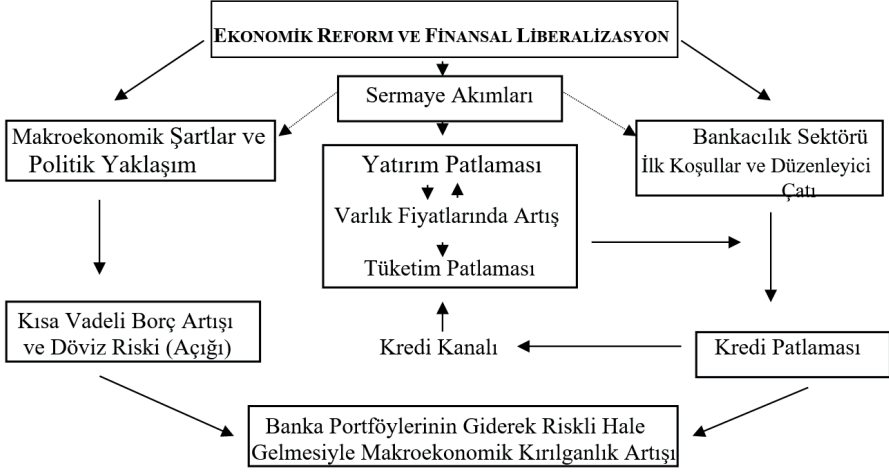 EKONOMİK REFORM VE FİNANSAL LİBERALİZASYON
Sermaye Akımları
Makroekonomik Şartlar ve
Politik Yaklaşım
Yatırım Patlaması
Varlık Fiyatlarında Artış
Tüketim Patlaması
Bankacılık Sektörü
İlk Koşullar ve Düzenleyici
Çatı
Kısa Vadeli Borç Artışı
ve Döviz Riski (Açığı)
Kredi Kanalı
Kredi Patlaması
Banka Portföylerinin Giderek Riskli Hale
Gelmesiyle Makroekonomik Kırılganlık Artışı